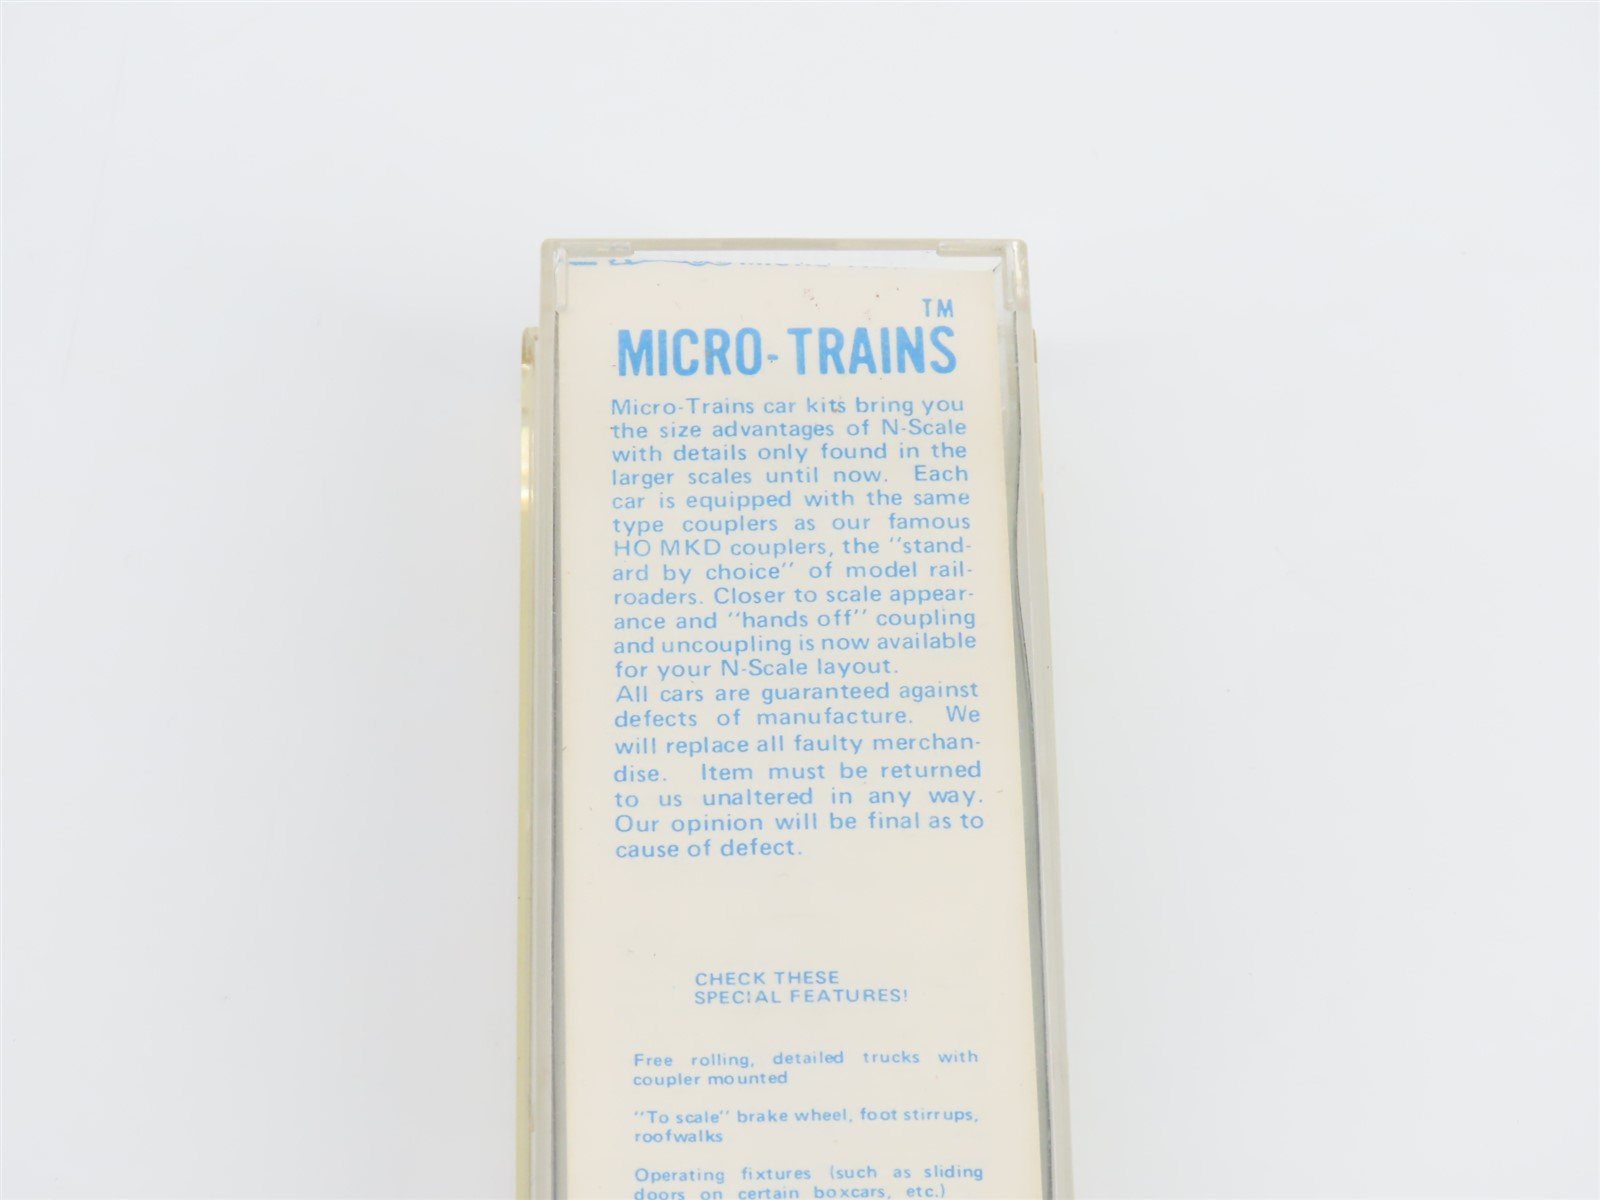 TM
MICRO-TRAINS
Micro-Trains car kits bring you
the size advantages of N-Scale
with details only found in the
larger scales until now. Each
car is equipped with the same
type couplers as our famous
HO MKD couplers, the "stand-
ard by choice" of model rail-
roaders. Closer to scale appear-
ance and "hands off" coupling
and uncoupling is now available
for your N-Scale layout.
All cars are guaranteed against
defects of manufacture. We
will replace all faulty merchan-
dise. Item must be returned
to us unaltered in any way.
Our opinion will be final as to
cause of defect.
CHECK THESE
SPECIAL FEATURES!
Free rolling, detailed trucks with
coupler mounted
"To scale" brake wheel, foot stirrups,
roofwalks
Operating fixtures (such as sliding
doors on certain boxcars, etc.)